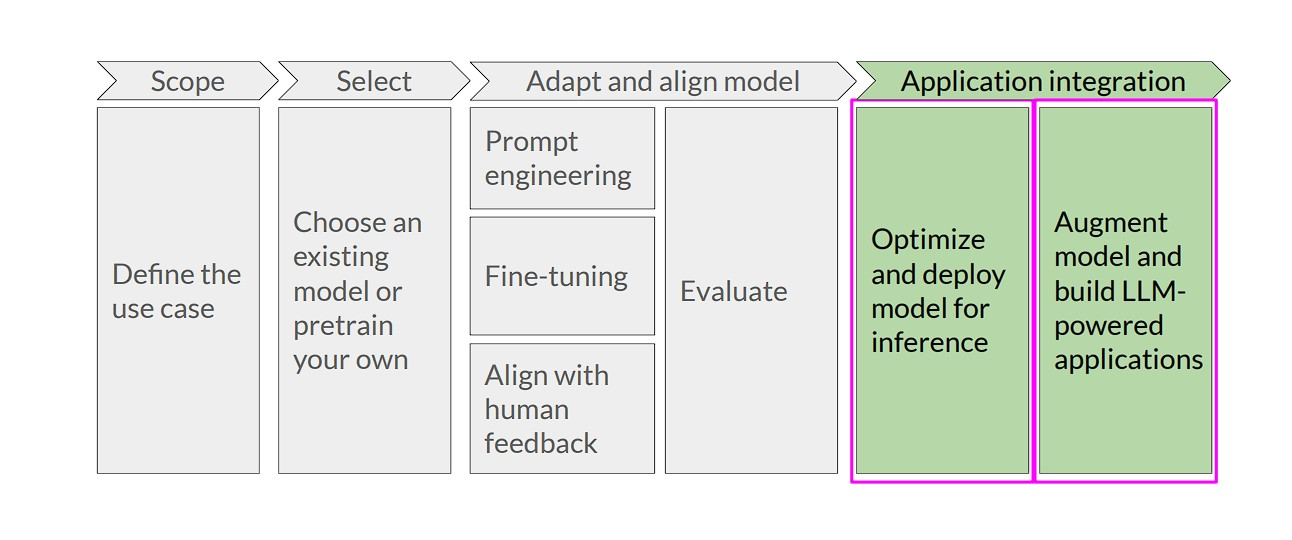 Scope
Select
Adapt and align model
Application integration
Define the
use case
Choose an
existing
model or
pretrain
your own
Prompt
engineering
Fine-tuning
Align with
human
feedback
Evaluate
Optimize
and deploy
model for
inference
Augment
model and
build LLM-
powered
applications